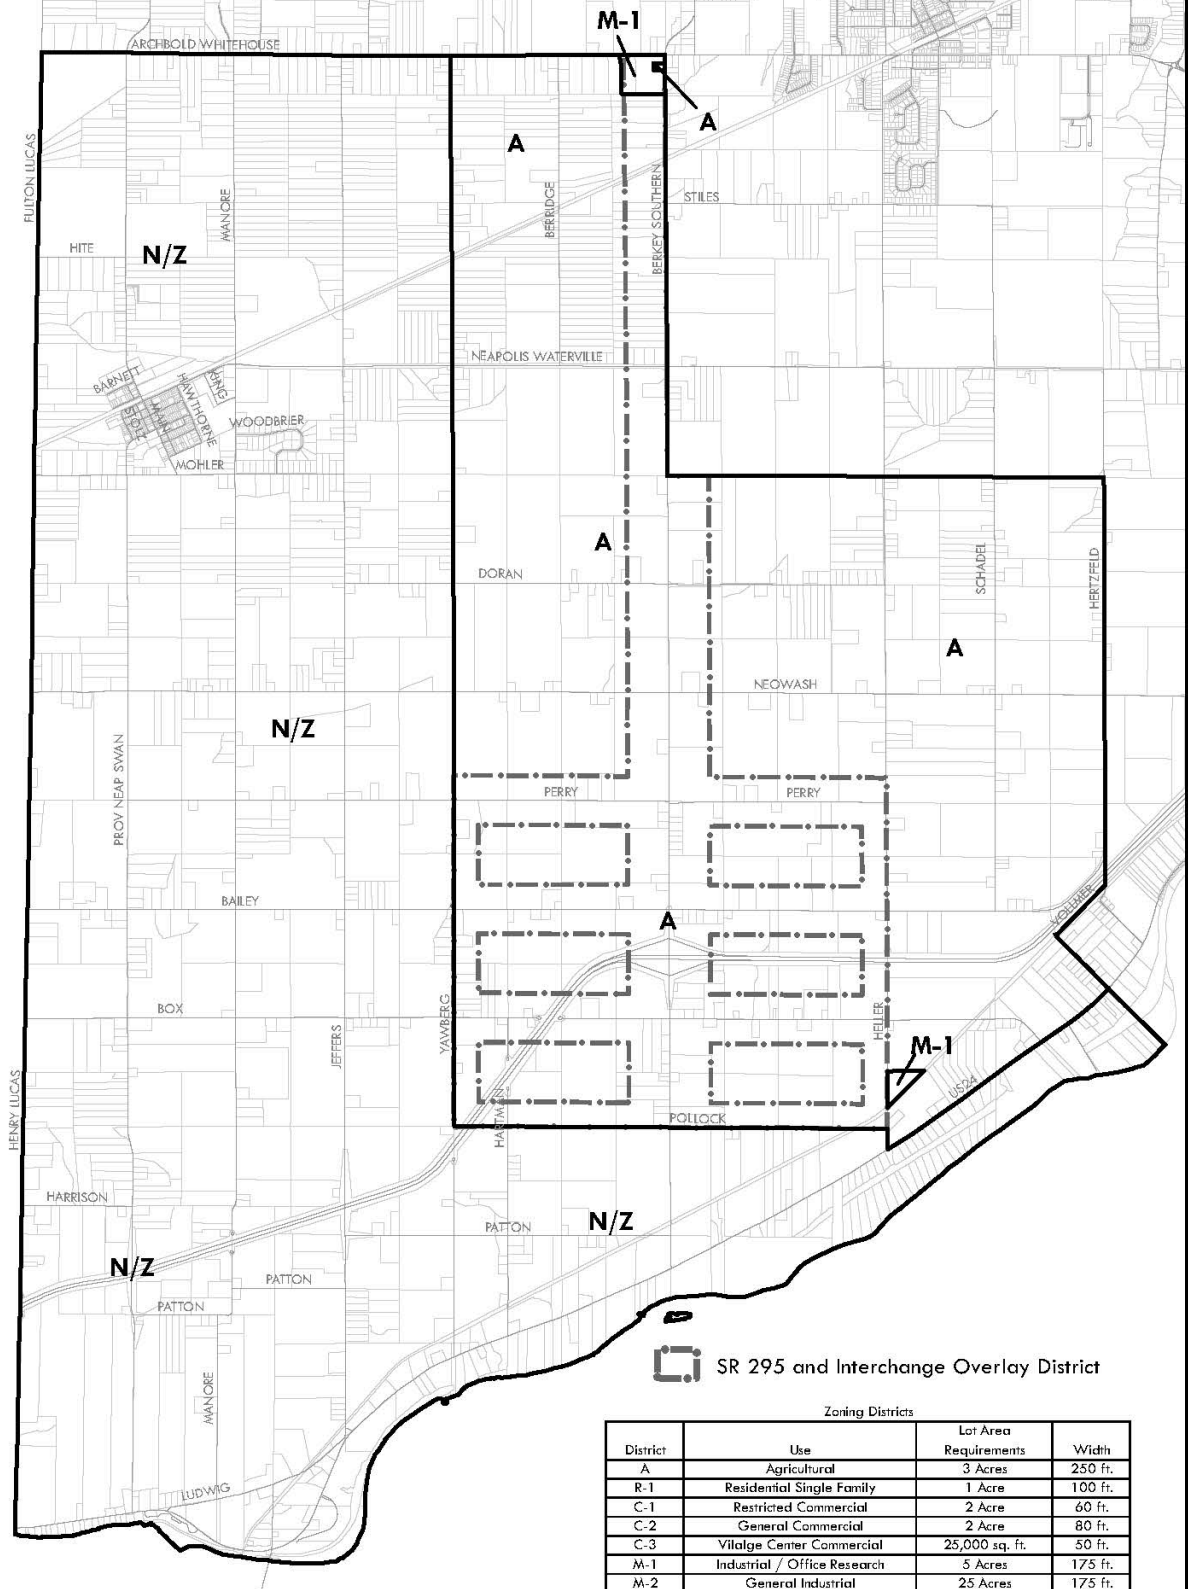 M-1
ARCHBOLD WHITEHOUSE
A
A
FULTON LUCAS
MANORE
BERRIDGE
BERKEY SOUTHERN
STILES
HITE
N/Z
NEAPOLIS WATERVILLE
BARNETT
KING
HAWTHORNE
MAIN
STOLZ
WOODBRIER
MOHLER
A
DORAN
SCHADEL
HERTZFELD
A
NEOWASH
N/Z
PROV NEAP SWAN
PERRY
PERRY
BAILEY
VOLLMER
A
BOX
YAWBERG
JEFFERS
HELLER
M-1
HENRY LUCAS
HARTMAN
US24
POLLOCK
HARRISON
PATTON
N/Z
N/Z
PATTON
PATTON
MANORE
LUDWIG
SR 295 and Interchange Overlay District
Zoning Districts
District Use Lot Area Requirements Width
A Agricultural 3 Acres 250 ft.
R-1 Residential Single Family 1 Acre 100 ft.
C-1 Restricted Commercial 2 Acre 60 ft.
C-2 General Commercial 2 Acre 80 ft.
C-3 Vilalge Center Commercial 25,000 sq. ft. 50 ft.
M-1 Industrial / Office Research 5 Acres 175 ft.
M-2 General Industrial 25 Acres 175 ft.